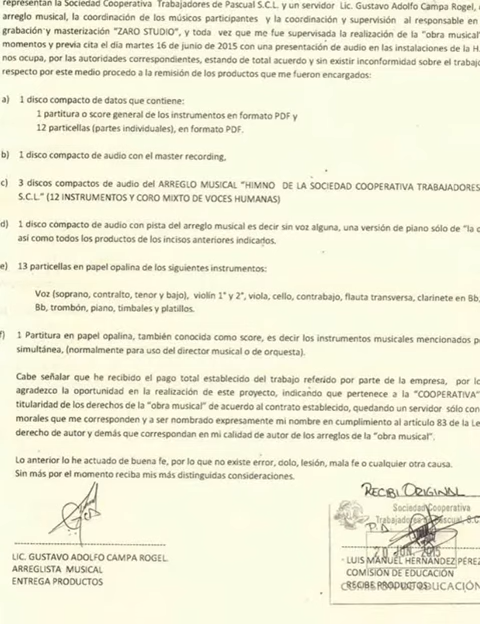 representan la Sociedad Cooperativa Trabajadores de Pascual S.C.L. y un servidor Lic. Gustavo Adolfo Campa Rogel,
arreglo musical, la coordinación de los músicos participantes y la coordinación y supervisión al responsable en
grabación y masterización "ZARO STUDIO", y toda vez que me fue supervisada la realización de la "obra musical"
momentos y previa cita el día martes 16 de junio de 2015 con una presentación de audio en las instalaciones de la H.
nos ocupa, por las autoridades correspondientes, estando de total acuerdo y sin existir inconformidad sobre el trabajo
respecto por este medio procedo a la remisión de los productos que me fueron encargados:
a) 1 disco compacto de datos que contiene:
1 partitura o score general de los instrumentos en formato PDF y
12 particellas (partes individuales), en formato PDF.
b) 1 disco compacto de audio con el master recording,
c) 3 discos compactos de audio del ARREGLO MUSICAL "HIMNO DE LA SOCIEDAD COOPERATIVA TRABAJADORES
S.C.L." (12 INSTRUMENTOS Y CORO MIXTO DE VOCES HUMANAS)
d) 1 disco compacto de audio con pista del arreglo musical es decir sin voz alguna, una versión de piano sólo de "la
así como todos los productos de los incisos anteriores indicados.
e) 13 particellas en papel opalina de los siguientes instrumentos:
Voz (soprano, contralto, tenor y bajo), violín 1° y 2°, viola, cello, contrabajo, flauta transversa, clarinete en Bb,
Bb, trombón, piano, timbales y platillos.
f) 1 Partitura en papel opalina, también conocida como score, es decir los instrumentos musicales mencionados
simultánea, (normalmente para uso del director musical o de orquesta).
Cabe señalar que he recibido el pago total establecido del trabajo referido por parte de la empresa, por
agradezco la oportunidad en la realización de este proyecto, indicando que pertenece a la "COOPERATIVA"
titularidad de los derechos de la "obra musical" de acuerdo al contrato establecido, quedando un servidor sólo con
morales que me corresponden y a ser nombrado expresamente mi nombre en cumplimiento al artículo 83 de la
derecho de autor y demás que correspondan en mi calidad de autor de los arreglos de la "obra musical".
Lo anterior lo he actuado de buena fe, por lo que no existe error, dolo, lesión, mala fe o cualquier otra causa.
Sin más por el momento reciba mis más distinguidas consideraciones.
RECIBI ORIGINAL
Sociedad Cooperativa
Trabajadores de Pascual, S.C.
P.A
20 JUN. 2015
LIC. GUSTAVO ADOLFO CAMPA ROGEL.
ARREGLISTA MUSICAL
ENTREGA PRODUCTOS
LUIS MANUEL HERNÁNDEZ PÉREZ
COMISIÓN DE EDUCACIÓN
RECIBE PRODUCTOS